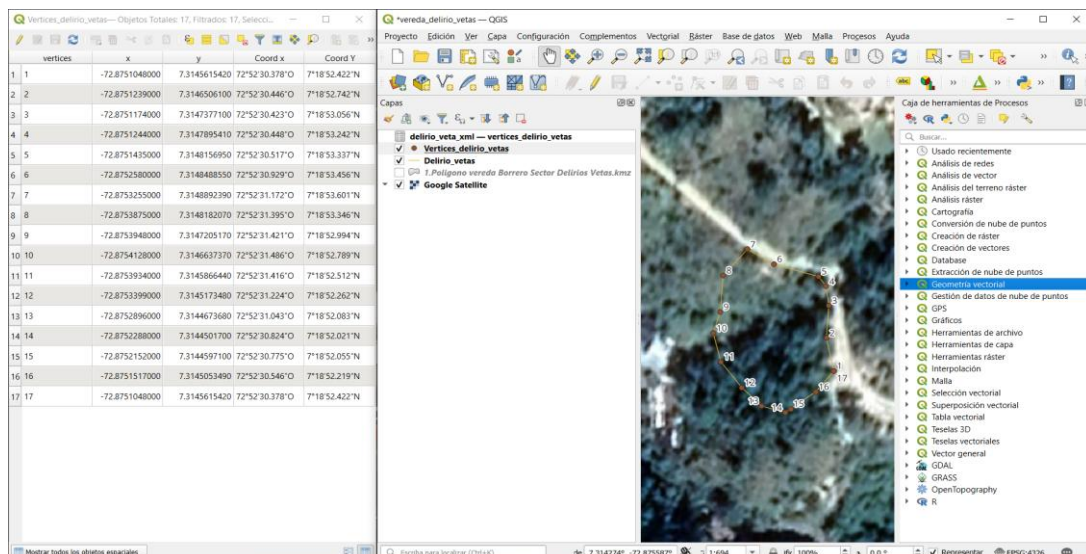 Vertices_delirio_vetas— Objetos Totales: 17, Filtrados: 17, Selecci...
vertices x y Coord x Coord Y
1 1 -72.8751048000 7.3145615420 72°52'30.378"O 7°18'52.422"N
2 2 -72.8751239000 7.3146506100 72°52'30.446"O 7°18'52.742"N
3 3 -72.8751174000 7.3147377100 72°52'30.423"O 7°18'53.056"N
4 4 -72.8751244000 7.3147895410 72°52'30.448"O 7°18'53.242"N
5 5 -72.8751435000 7.3148156950 72°52'30.517"O 7°18'53.337"N
6 6 -72.8752580000 7.3148488550 72°52'30.929"O 7°18'53.456"N
7 7 -72.8753255000 7.3148892390 72°52'31.172"O 7°18'53.601"N
8 8 -72.8753875000 7.3148182070 72°52'31.395"O 7°18'53.346"N
9 9 -72.8753948000 7.3147205170 72°52'31.421"O 7°18'52.994"N
10 10 -72.8754128000 7.3146637370 72°52'31.486"O 7°18'52.789"N
11 11 -72.8753934000 7.3145866440 72°52'31.416"O 7°18'52.512"N
12 12 -72.8753399000 7.3145173480 72°52'31.224"O 7°18'52.262"N
13 13 -72.8752896000 7.3144673680 72°52'31.043"O 7°18'52.083"N
14 14 -72.8752288000 7.3144501700 72°52'30.824"O 7°18'52.021"N
15 15 -72.8752152000 7.3144597100 72°52'30.775"O 7°18'52.055"N
16 16 -72.8751517000 7.3145053490 72°52'30.546"O 7°18'52.219"N
17 17 -72.8751048000 7.3145615420 72°52'30.378"O 7°18'52.422"N
Mostrar todos los objetos espaciales
*vereda_delirio_vetas — QGIS
Proyecto Edición Ver Capa Configuración Complementos Vectorial Ráster Base de datos Web Malla Procesos Ayuda
abc
Capas
delirio_veta_xml — vertices_delirio_vetas
Vertices_delirio_vetas
Delirio_vetas
1.Poligono vereda Borrero Sector Delirios Vetas.kmz
Google Satellite
7
6
5
8
4
3
9
10
2
11
1
17
12
16
13
14
15
Caja de herramientas de Procesos
Buscar...
Usado recientemente
Análisis de redes
Análisis de vector
Análisis del terreno ráster
Análisis ráster
Cartografía
Conversión de nube de puntos
Creación de ráster
Creación de vectores
Database
Extracción de nube de puntos
Geometría vectorial
Gestión de datos de nube de puntos
GPS
Gráficos
Herramientas de archivo
Herramientas de capa
Herramientas ráster
Interpolación
Malla
Selección vectorial
Superposición vectorial
Tabla vectorial
Teselas 3D
Teselas vectoriales
Vector general
GDAL
GRASS
OpenTopography
R
Escriba para localizar (Ctrl+K) 7.314274° -72.875587° 1:694 100% 0.0° Representar EPSG:4326